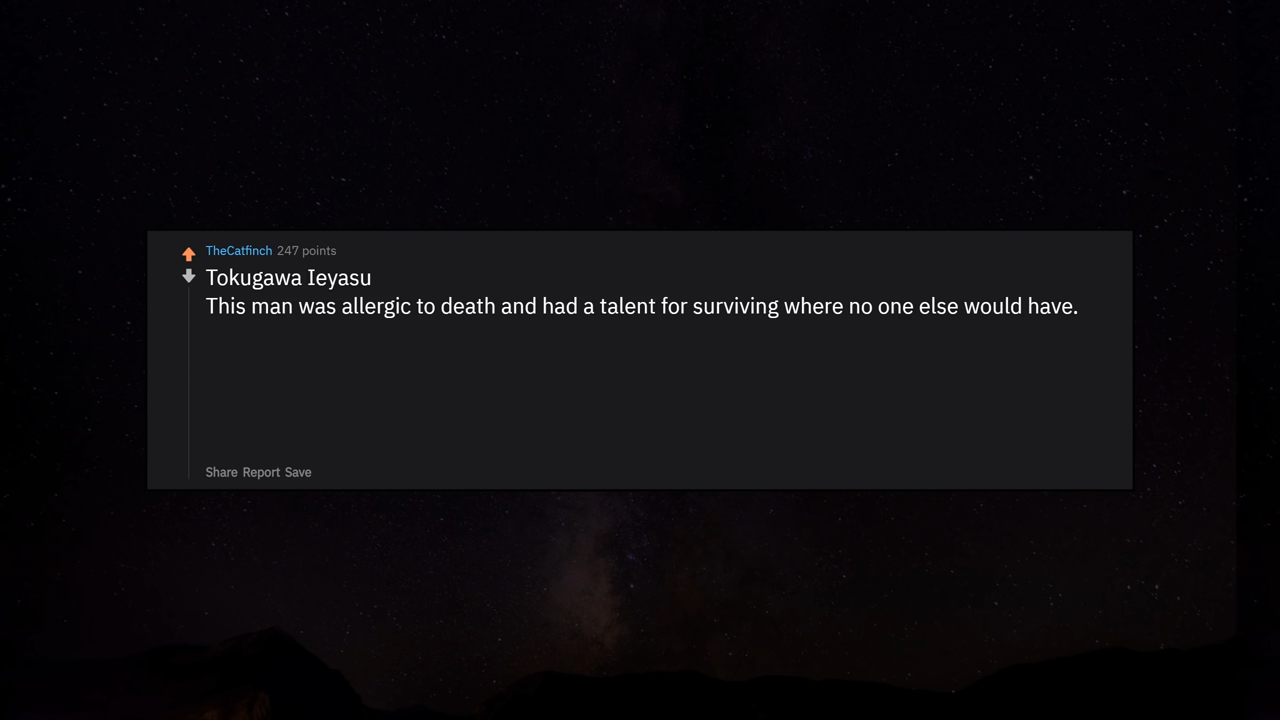 TheCatfinch 247 points
Tokugawa Ieyasu
This man was allergic to death and had a talent for surviving where no one else would have.
Share Report Save